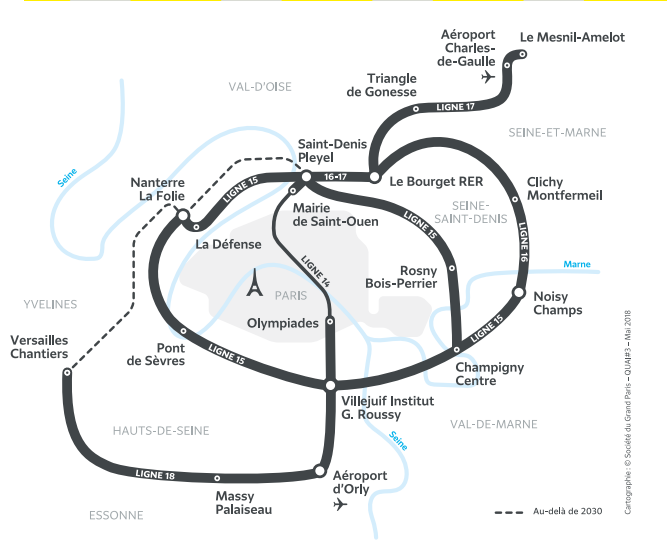 Aéroport
Charles-
de-Gaulle
Le Mesnil-Amelot
VAL-D'OISE
Triangle
de Gonesse
LIGNE 17
SEINE-ET-MARNE
Saint-Denis
Pleyel
16-17
Le Bourget RER
Seine
Nanterre
La Folie
LIGNE 15
Mairie
de Saint-Ouen
Clichy
Montfermeil
SEINE-
SAINT-DENIS
La Défense
LIGNE 15
LIGNE 16
LIGNE 14
Rosny
Bois-Perrier
Marne
PARIS
YVELINES
Noisy
Champs
Versailles
Chantiers
Olympiades
Pont
de Sèvres
LIGNE 15
LIGNE 15
Champigny
Centre
Villejuif Institut
G. Roussy
HAUTS-DE-SEINE
VAL-DE-MARNE
Seine
LIGNE 18
Massy
Palaiseau
Aéroport
d'Orly
ESSONNE
Au-delà de 2030
Cartographie : © Société du Grand Paris – QUAI#3 – Mai 2018